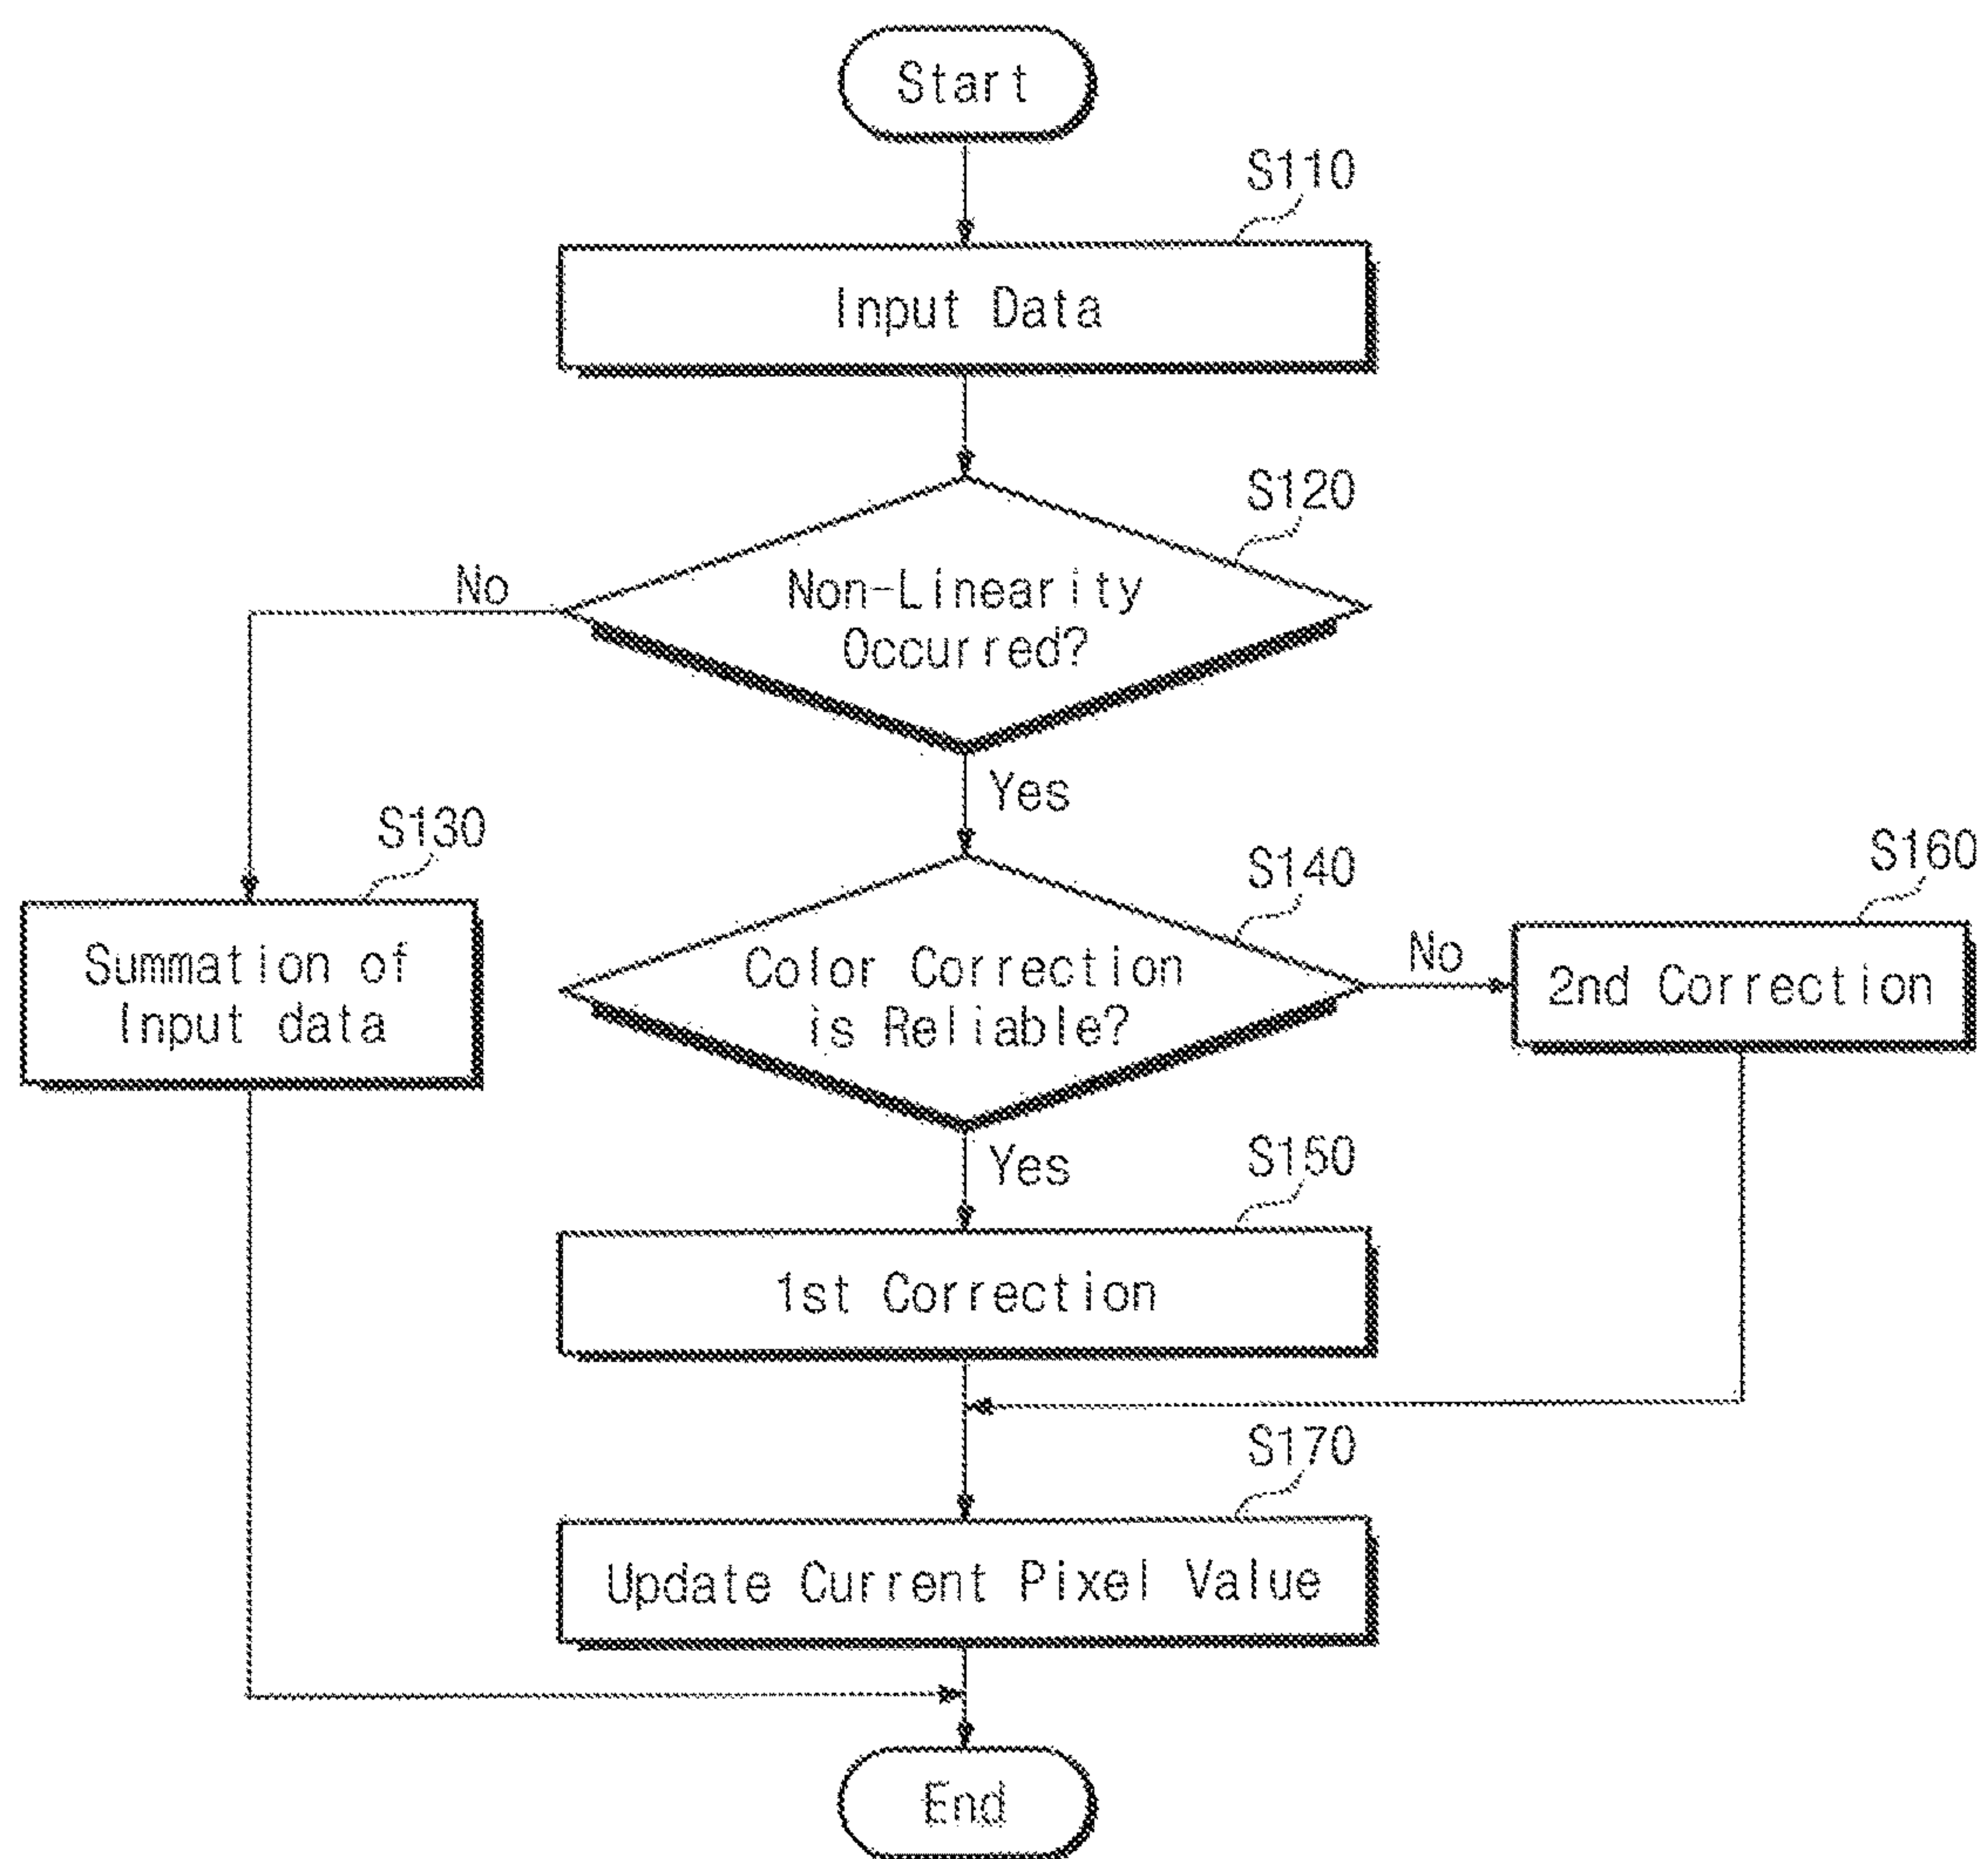 Start
S110
Input Data
S120
Non-Linearity
Occurred?
No
Yes
S130
Summation of
Input data
S140
Color Correction
is Reliable?
No
S160
2nd Correction
Yes
S150
1st Correction
S170
Update Current Pixel Value
End